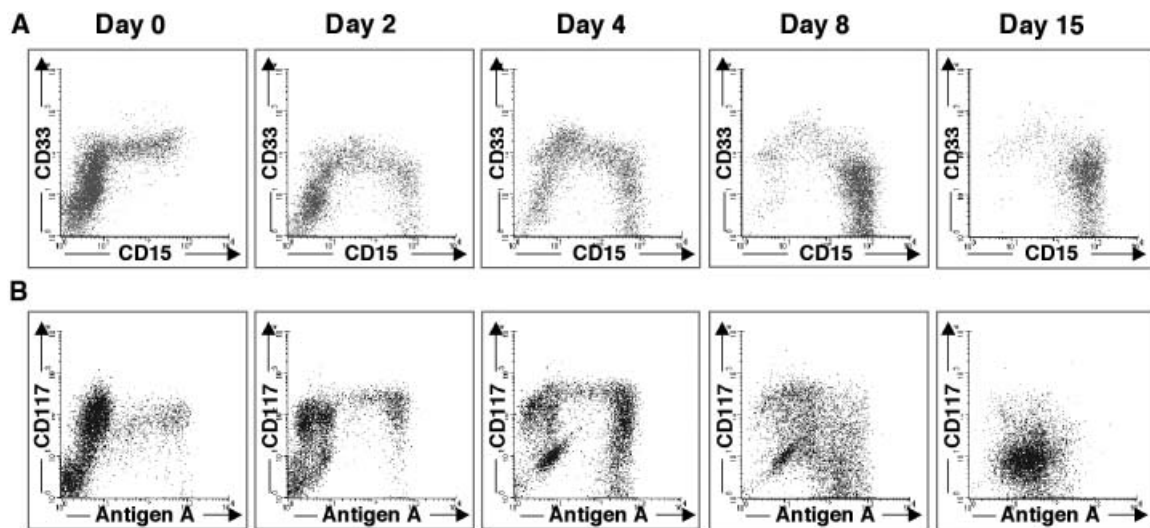 A Day 0 Day 2 Day 4 Day 8 Day 15
CD33 CD33 CD33 CD33 CD33
CD15 CD15 CD15 CD15 CD15
B
CD117 CD117 CD117 CD117 CD117
Antigen A Antigen A Antigen A Antigen A Antigen A